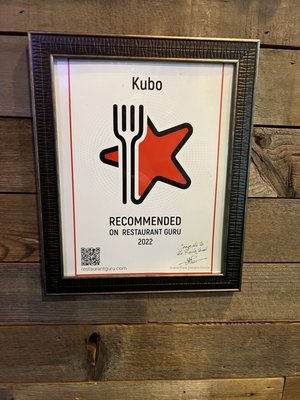 Kubo
RECOMMENDED
ON RESTAURANT GURU
2022
restaurantguru.com